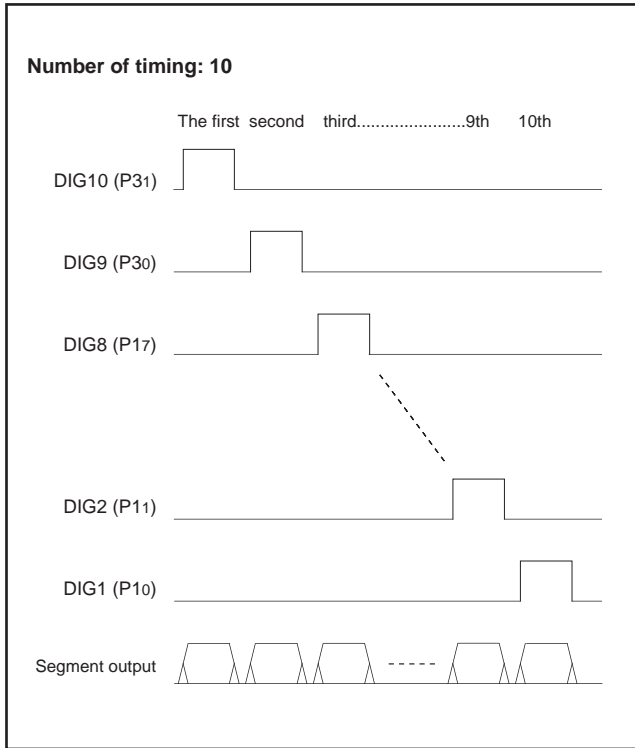 Number of timing: 10
The first second third.......................9th 10th
DIG10 (P31)
DIG9 (P30)
DIG8 (P17)
DIG2 (P11)
DIG1 (P10)
Segment output